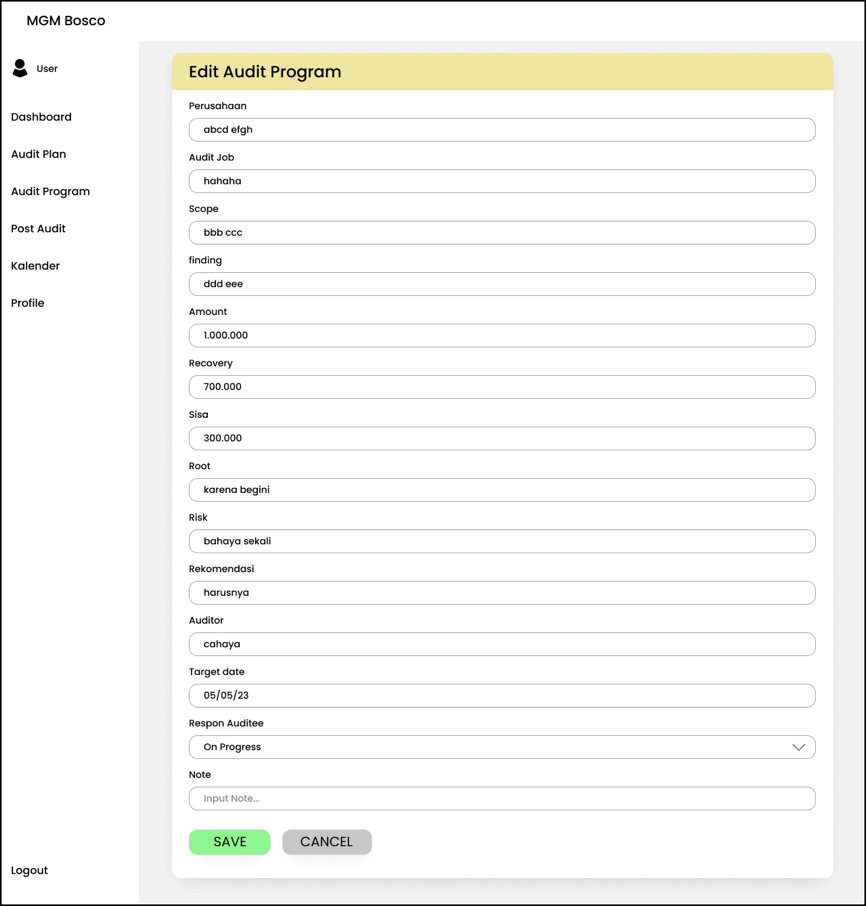 MGM Bosco
User
Dashboard
Audit Plan
Audit Program
Post Audit
Kalender
Profile
Logout
Edit Audit Program
Perusahaan
abcd efgh
Audit Job
hahaha
Scope
bbb ccc
finding
ddd eee
Amount
1.000.000
Recovery
700.000
Sisa
300.000
Root
karena begini
Risk
bahaya sekali
Rekomendasi
harusnya
Auditor
cahaya
Target date
05/05/23
Respon Auditee
On Progress
Note
Input Note...
SAVE CANCEL